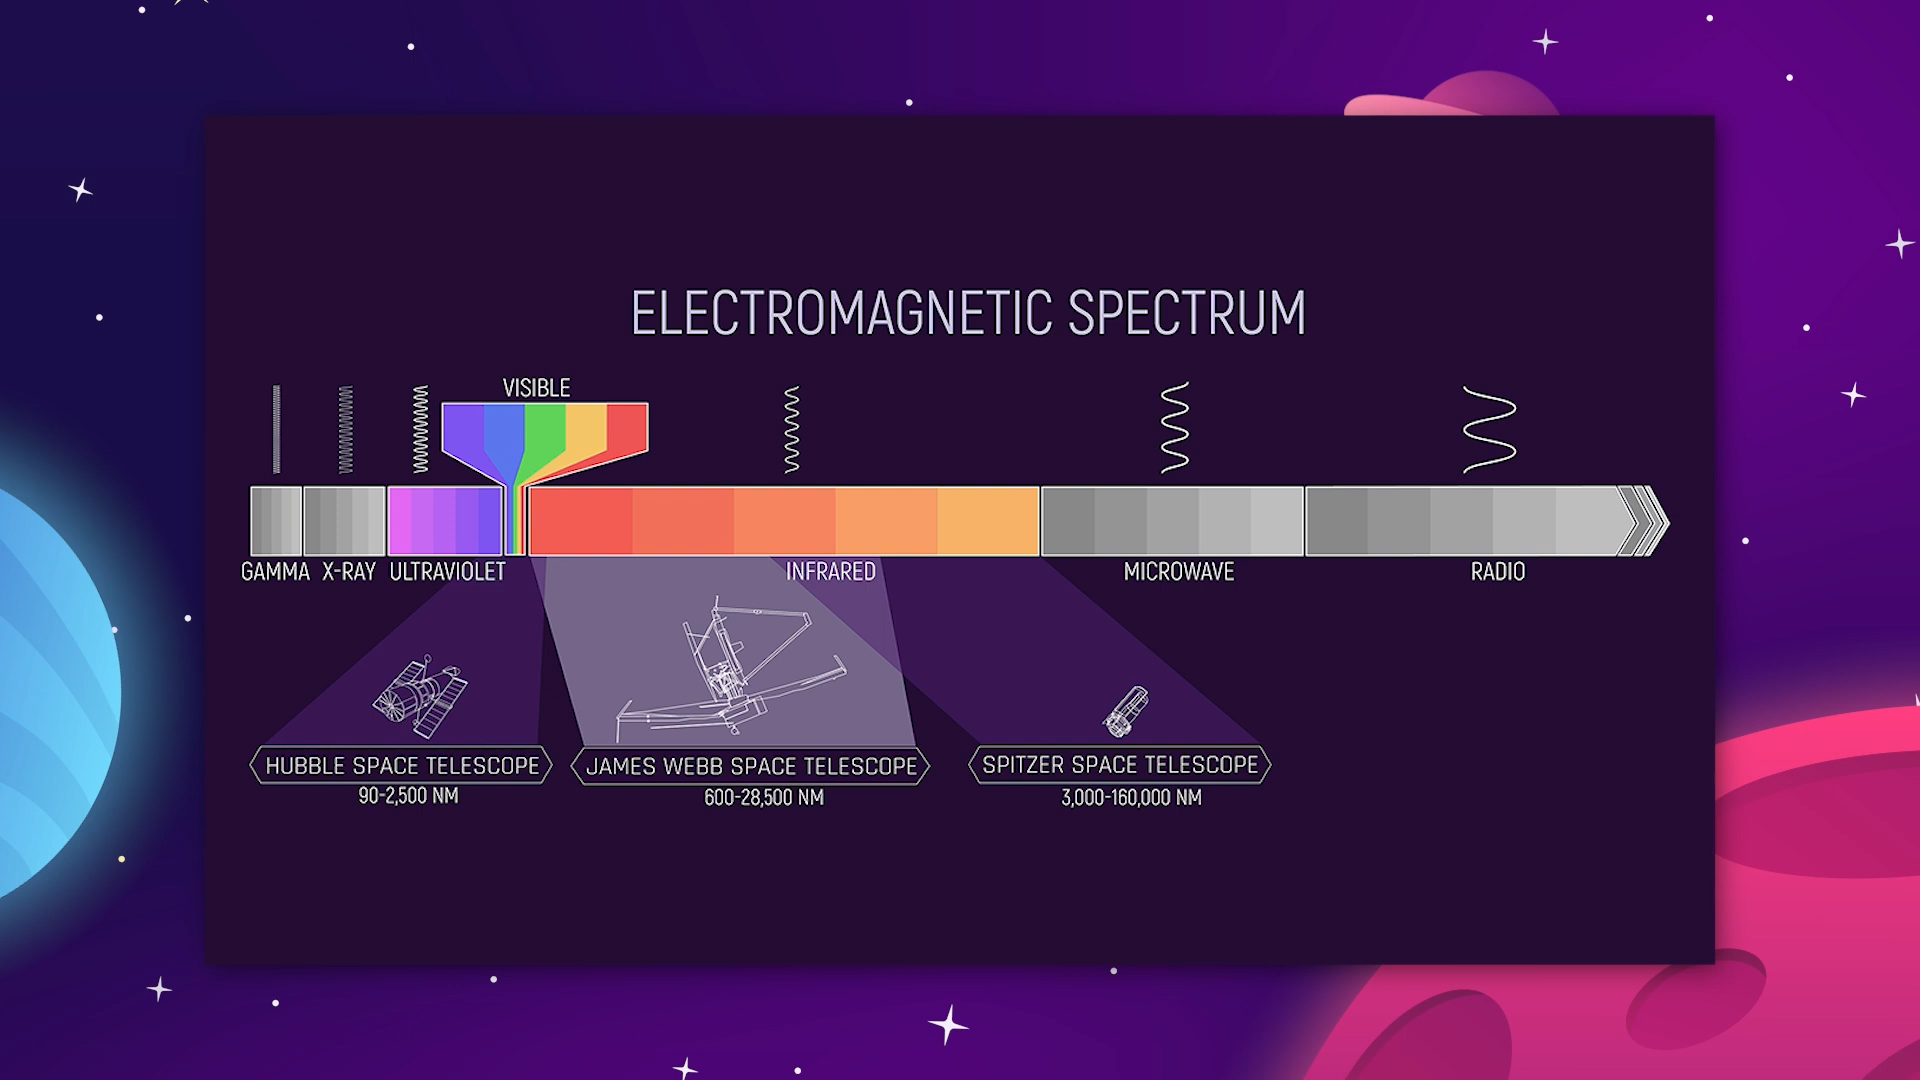 ELECTROMAGNETIC SPECTRUM
VISIBLE
GAMMA X-RAY ULTRAVIOLET INFRARED MICROWAVE RADIO
HUBBLE SPACE TELESCOPE
90-2,500 NM
JAMES WEBB SPACE TELESCOPE
600-28,500 NM
SPITZER SPACE TELESCOPE
3,000-160,000 NM